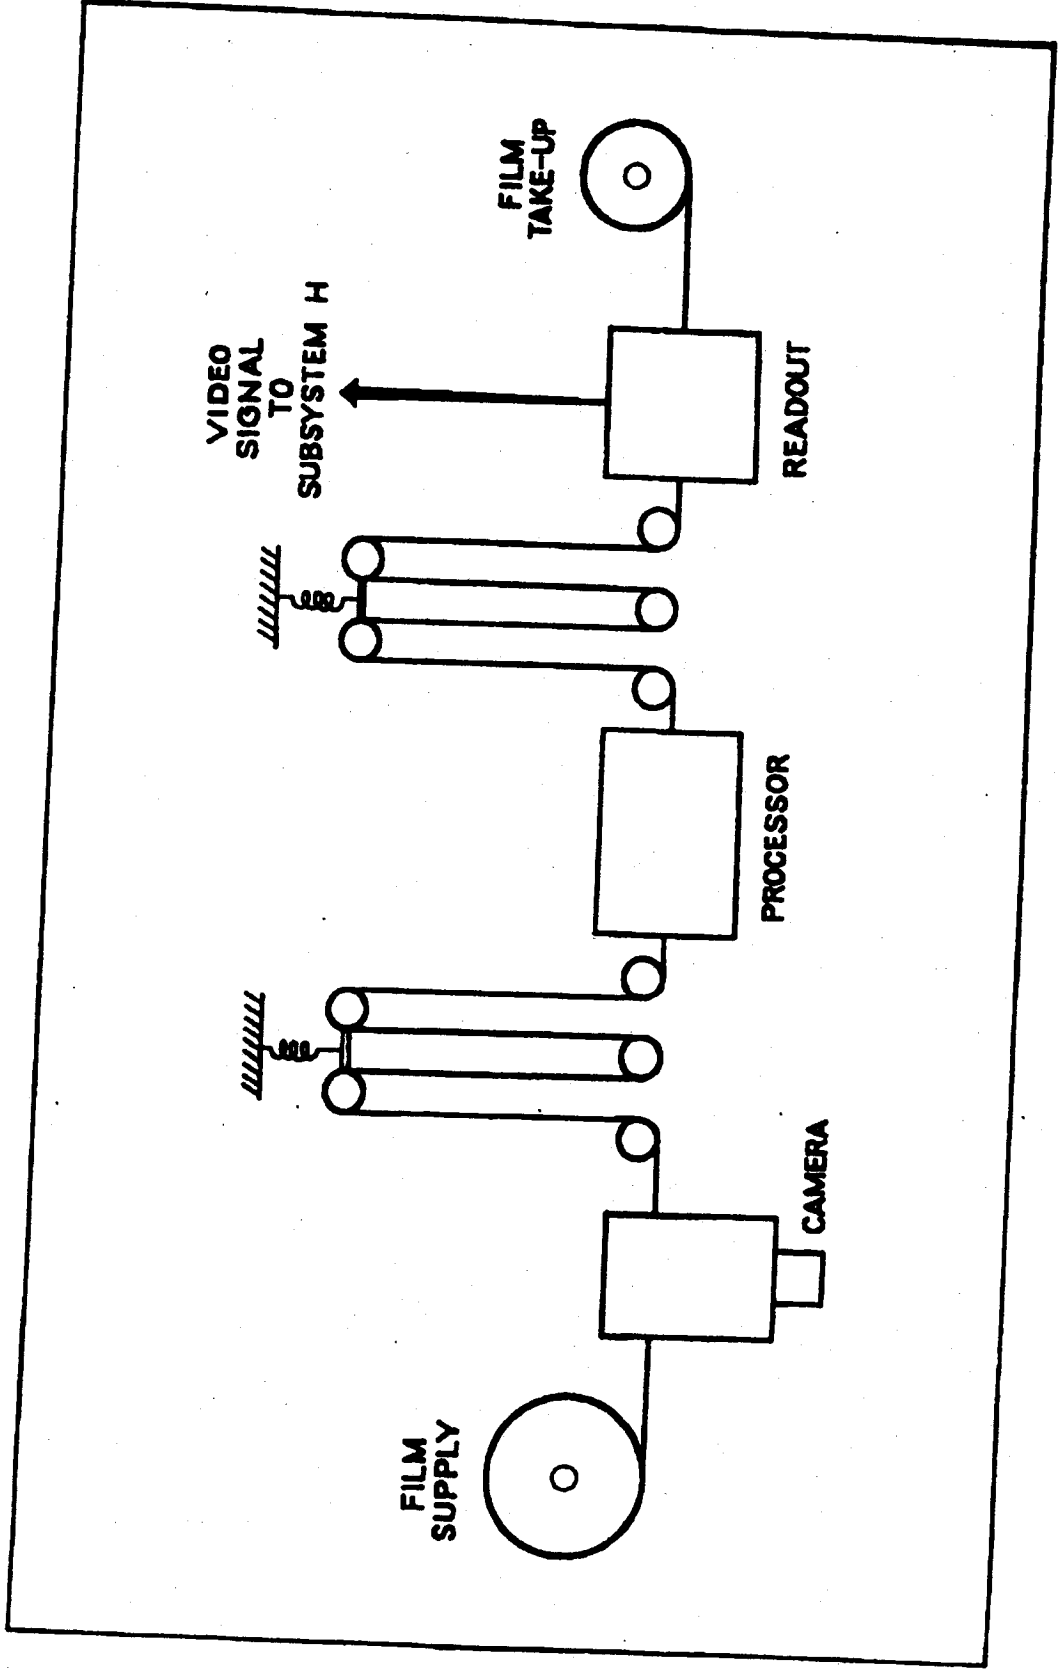 FILM
SUPPLY
CAMERA
PROCESSOR
VIDEO
SIGNAL
TO
SUBSYSTEM H
READOUT
FILM
TAKE-UP